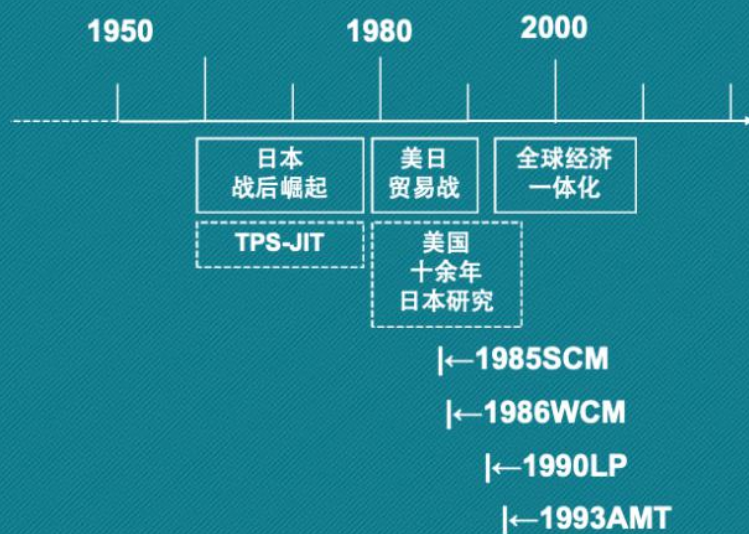 1950
1980
2000
日本
战后崛起
美日
贸易战
全球经济
一体化
TPS-JIT
美国
十余年
日本研究
|←1985SCM
|←1986WCM
|←1990LP
|←1993AMT